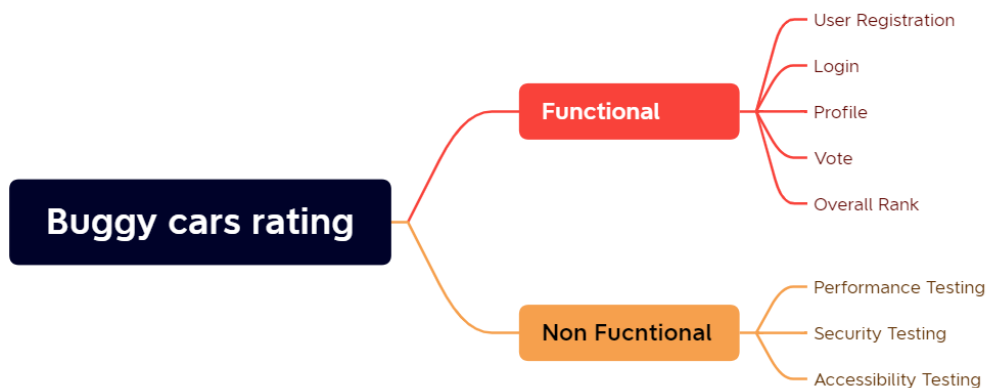 Buggy cars rating
Functional
User Registration
Login
Profile
Vote
Overall Rank
Non Fucntional
Performance Testing
Security Testing
Accessibility Testing